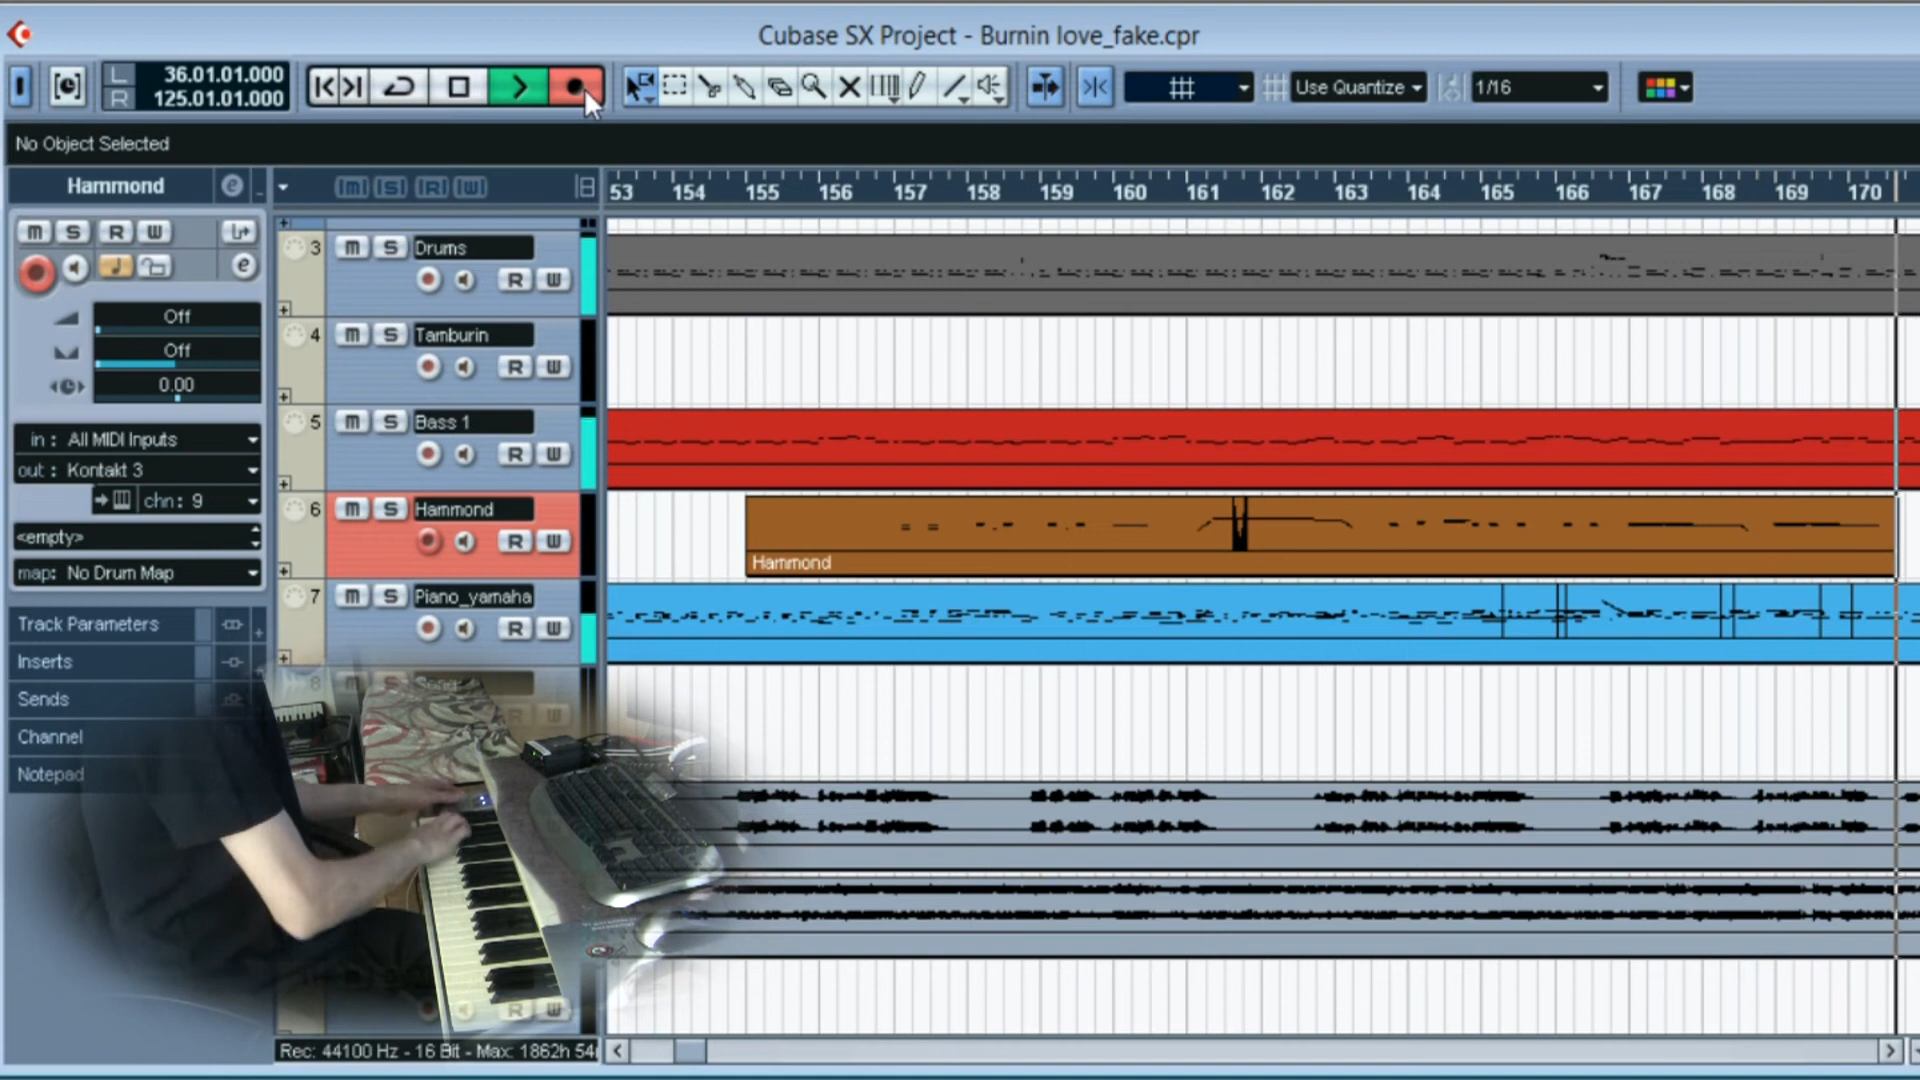 Cubase SX Project - Burnin love_fake.cpr
L 36.01.01.000
R 125.01.01.000
Use Quantize
1/16
No Object Selected
Hammond e
M S R W
e
Off
Off
0.00
in : All MIDI Inputs
out : Kontakt 3
chn : 9
<empty>
map: No Drum Map
Track Parameters
Inserts
Sends
Channel
Notepad
M S R W
3 M S Drums
R W
4 M S Tamburin
R W
5 M S Bass 1
R W
6 M S Hammond
R W
7 M S Piano_yamaha
R W
8 M S
R W
R W
Rec: 44100 Hz - 16 Bit - Max: 1862h 54
53 154 155 156 157 158 159 160 161 162 163 164 165 166 167 168 169 170
Hammond